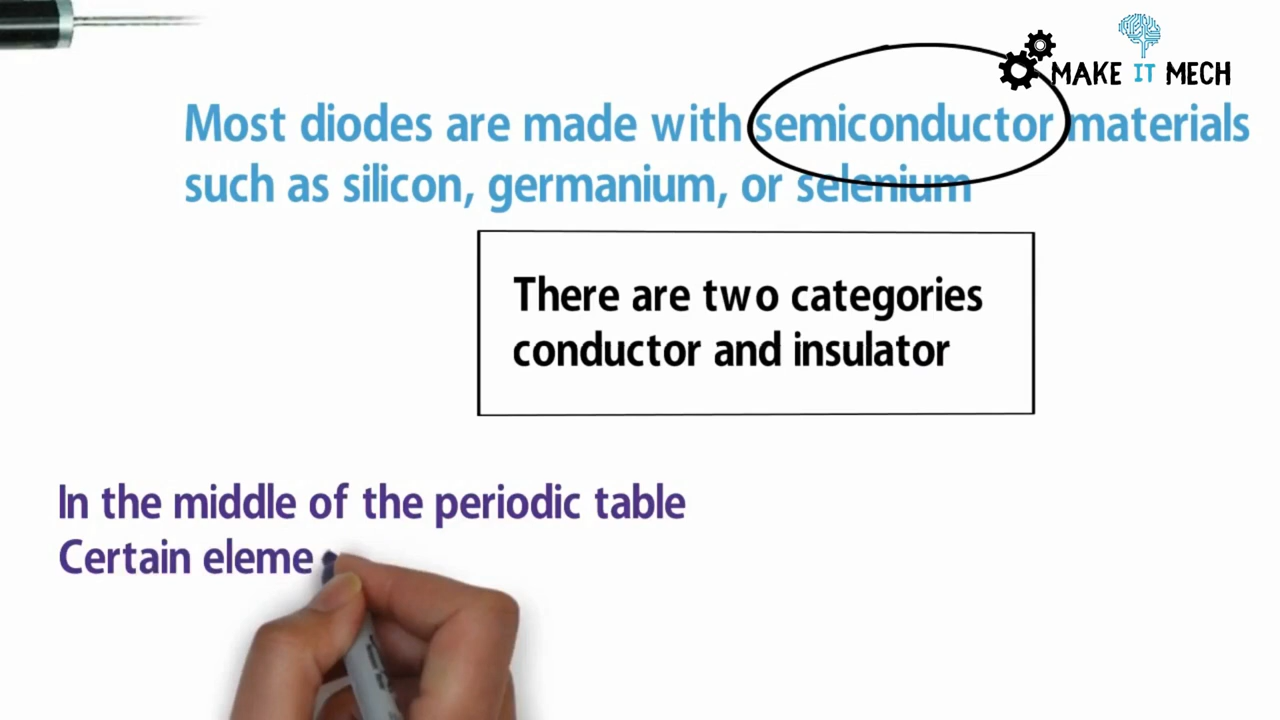 MAKE IT MECH
Most diodes are made with semiconductor materials
such as silicon, germanium, or selenium
There are two categories
conductor and insulator
In the middle of the periodic table
Certain eleme